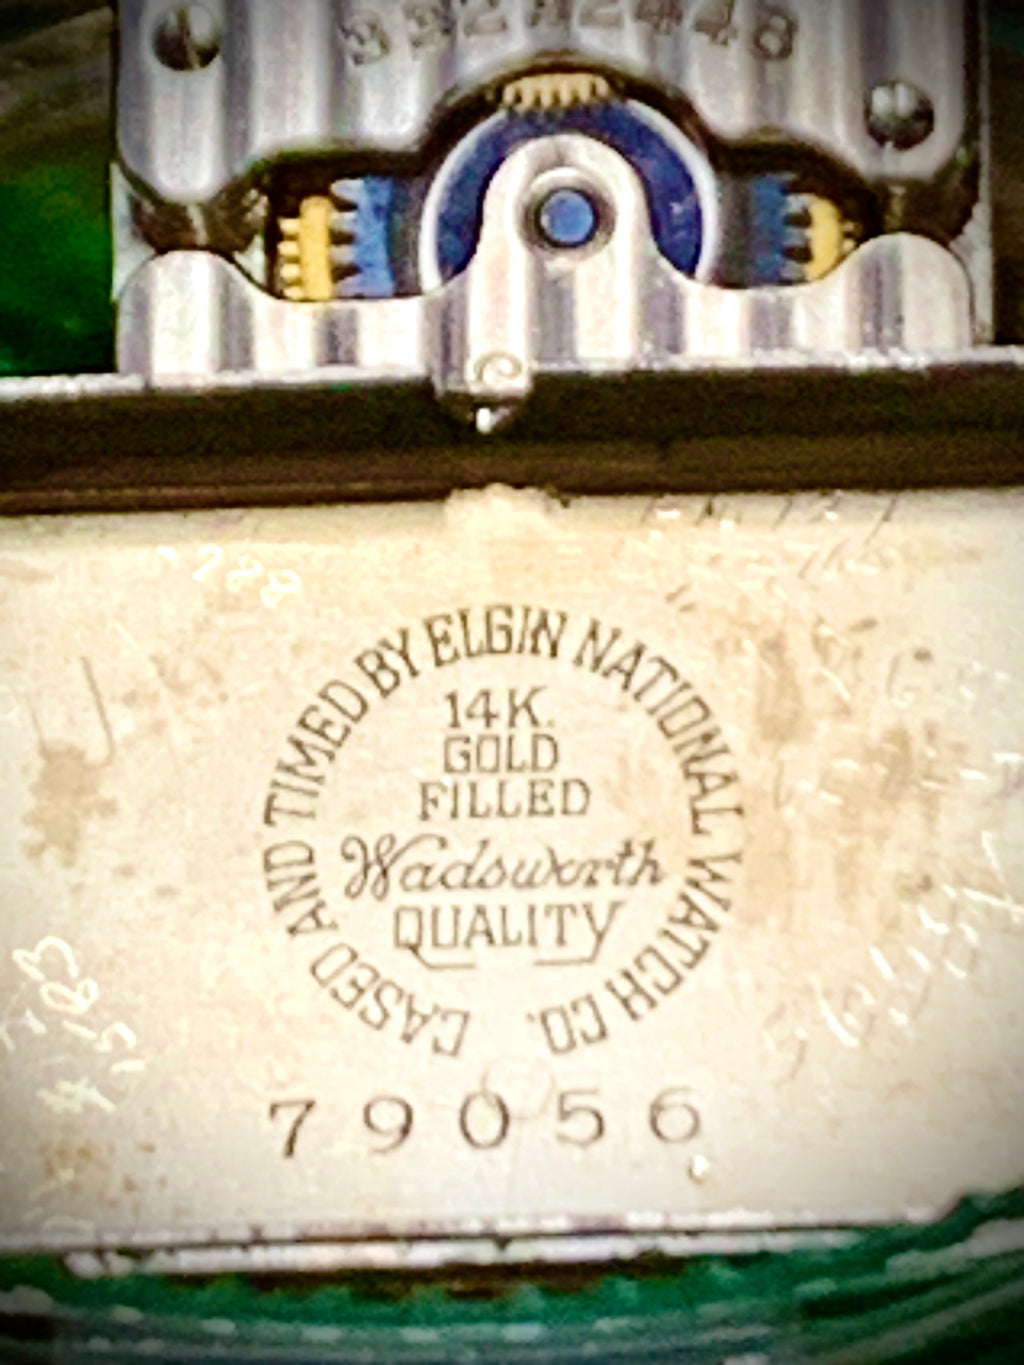 CASED AND TIMED BY ELGIN NATIONAL WATCH CO.
14K.
GOLD
FILLED
Wadsworth
QUALITY
79056